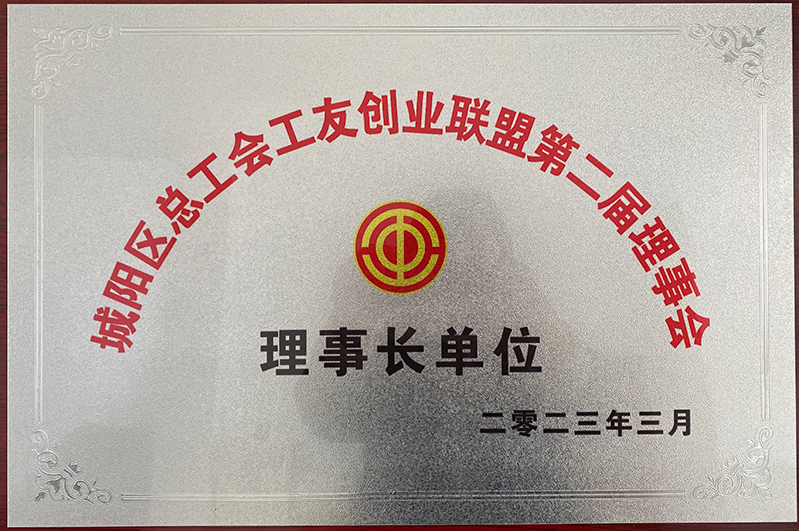 城阳区总工会工友创业联盟第二届理事会
理事长单位
二零二三年三月